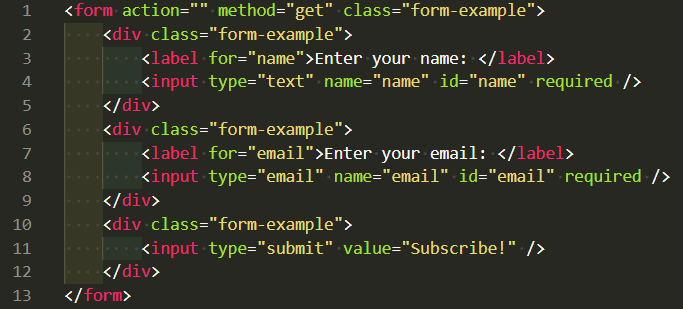 1 <form action="" method="get" class="form-example">
2     <div class="form-example">
3         <label for="name">Enter your name: </label>
4         <input type="text" name="name" id="name" required />
5     </div>
6     <div class="form-example">
7         <label for="email">Enter your email: </label>
8         <input type="email" name="email" id="email" required />
9     </div>
10     <div class="form-example">
11         <input type="submit" value="Subscribe!" />
12     </div>
13 </form>